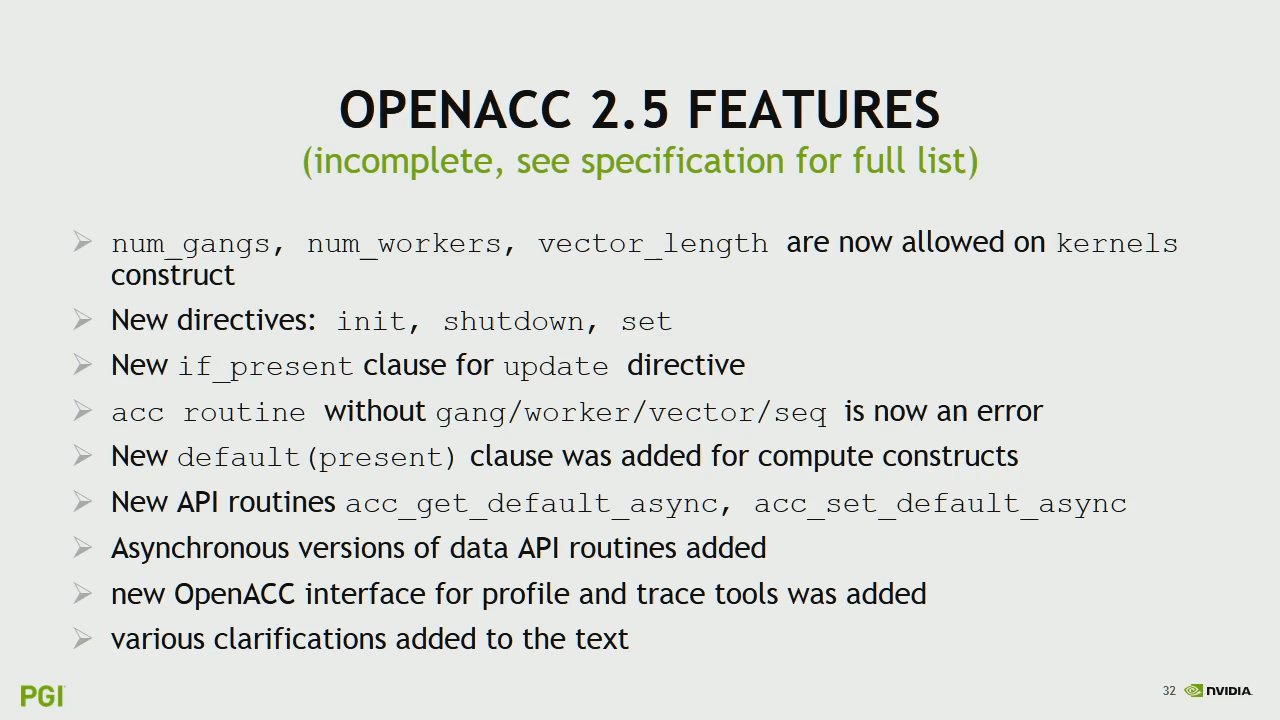 OPENACC 2.5 FEATURES
(incomplete, see specification for full list)
num_gangs, num_workers, vector_length are now allowed on kernels
construct
New directives: init, shutdown, set
New if_present clause for update directive
acc routine without gang/worker/vector/seq is now an error
New default(present) clause was added for compute constructs
New API routines acc_get_default_async, acc_set_default_async
Asynchronous versions of data API routines added
new OpenACC interface for profile and trace tools was added
various clarifications added to the text
PGI
32 NVIDIA